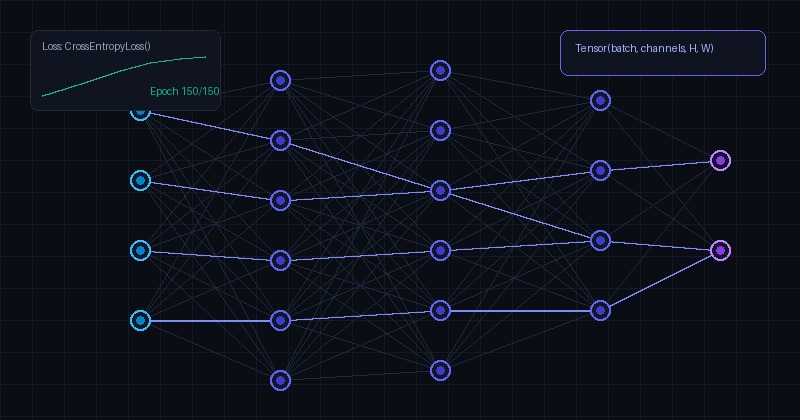 Loss: CrossEntropyLoss()
Epoch 150/150
Tensor(batch, channels, H, W)